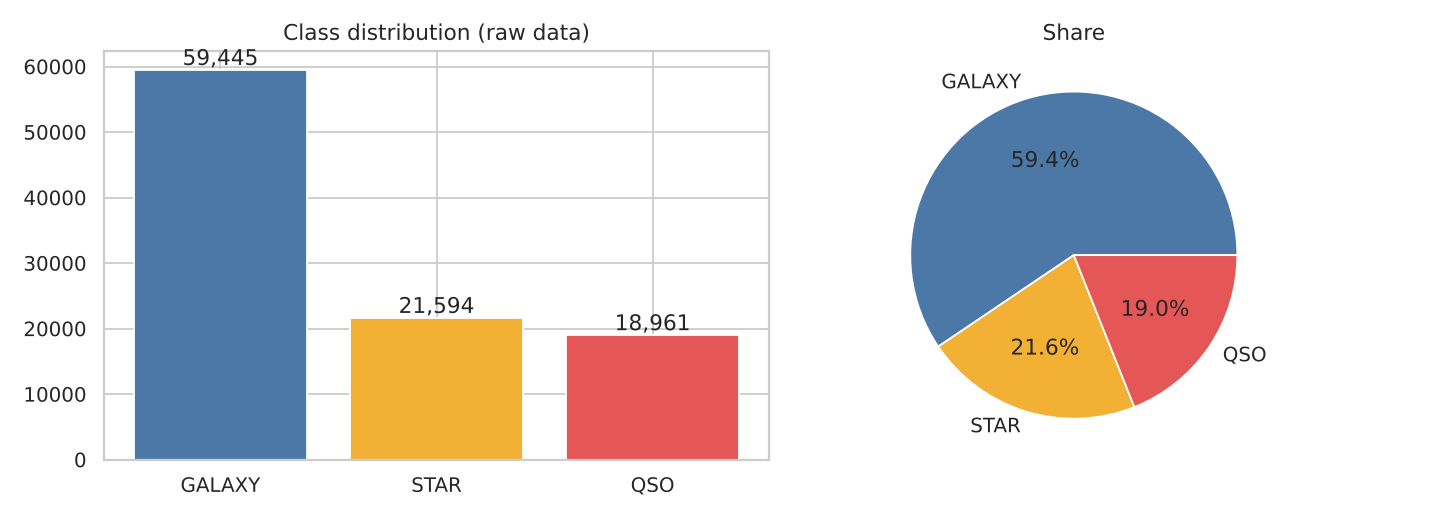 Class distribution (raw data)
60000
50000
40000
30000
20000
10000
0
59,445
21,594
18,961
GALAXY
STAR
QSO
Share
GALAXY
59.4%
19.0%
21.6%
QSO
STAR